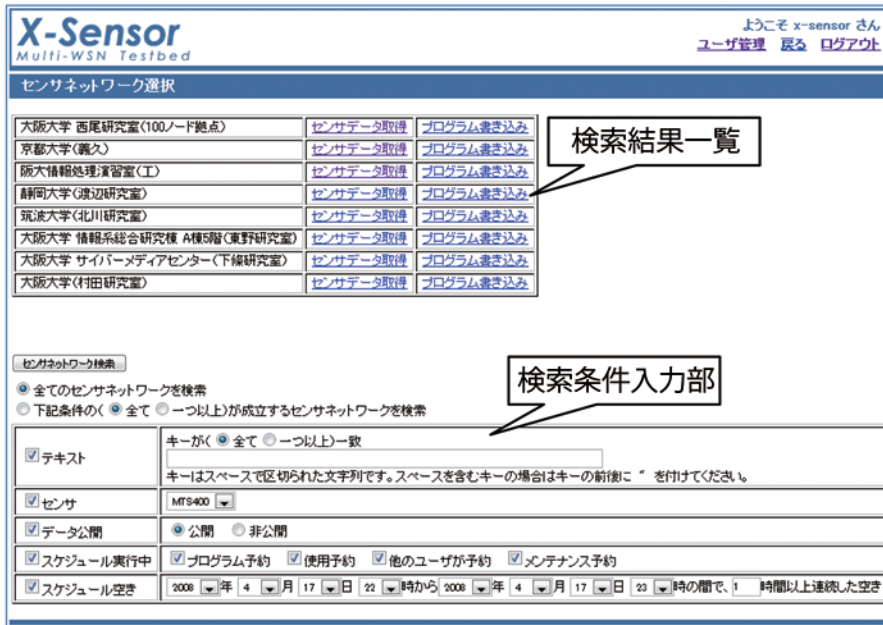 X-Sensor
Multi-WSN Testbed
ようこそ x-sensor さん
ユーザ管理 戻る ログアウト
センサネットワーク選択
大阪大学 西尾研究室(100ノード拠点) センサデータ取得 プログラム書き込み
京都大学(義久) センサデータ取得 プログラム書き込み
阪大情報処理演習室(工) センサデータ取得 プログラム書き込み
静岡大学(渡辺研究室) センサデータ取得 プログラム書き込み
筑波大学(北川研究室) センサデータ取得 プログラム書き込み
大阪大学 情報系総合研究棟 A棟5階(東野研究室) センサデータ取得 プログラム書き込み
大阪大学 サイバーメディアセンター(下條研究室) センサデータ取得 プログラム書き込み
大阪大学(村田研究室) センサデータ取得 プログラム書き込み
検索結果一覧
センサネットワーク検索
検索条件入力部
全てのセンサネットワークを検索
下記条件の( 全て 一つ以上)が成立するセンサネットワークを検索
テキスト
キーが( 全て 一つ以上)一致
キーはスペースで区切られた文字列です。スペースを含むキーの場合はキーの前後に ″ を付けてください。
センサ MTS400
データ公開 公開 非公開
スケジュール実行中 プログラム予約 使用予約 他のユーザが予約 メンテナンス予約
スケジュール空き 2008 年 4 月 17 日 22 時から 2008 年 4 月 17 日 23 時の間で、1 時間以上連続した空き